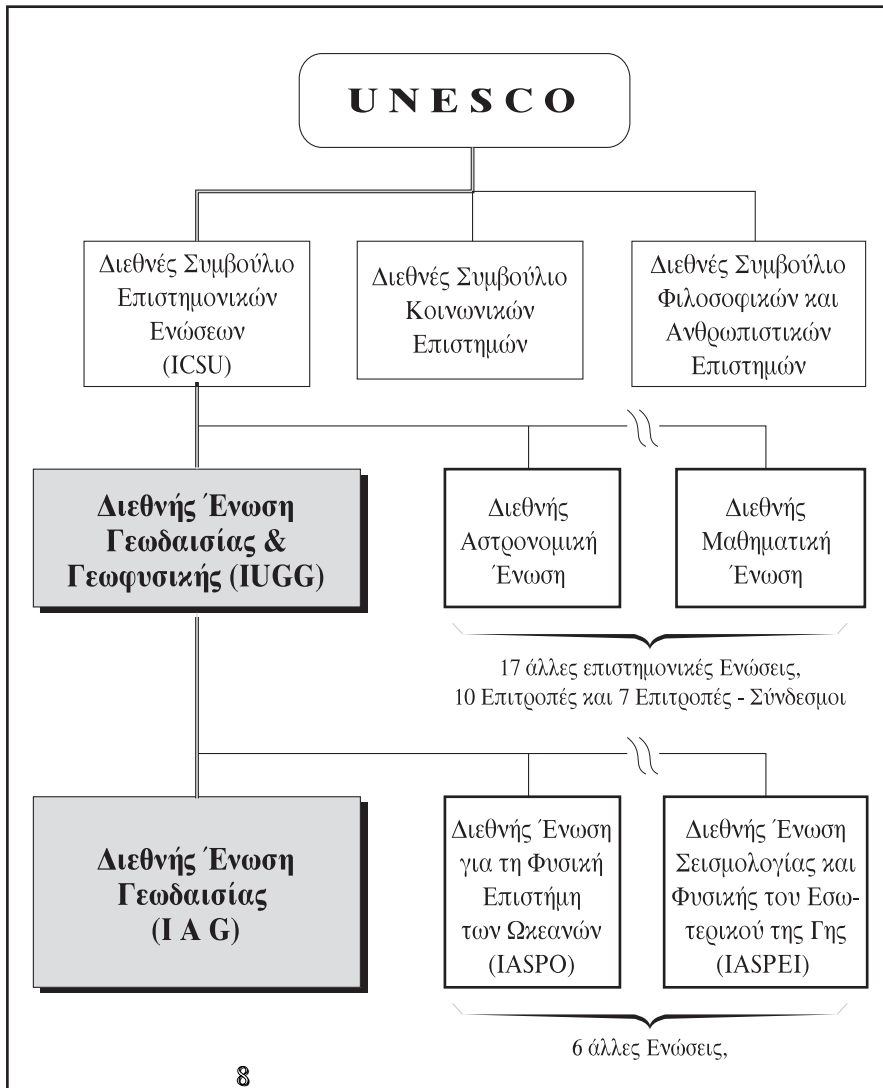 UNESCO
Διεθνές Συμβούλιο
Επιστημονικών
Ενώσεων
(ICSU)
Διεθνές Συμβούλιο
Κοινωνικών
Επιστημών
Διεθνές Συμβούλιο
Φιλοσοφικών και
Ανθρωπιστικών
Επιστημών
Διεθνής Ένωση
Γεωδαισίας &
Γεωφυσικής (IUGG)
Διεθνής
Αστρονομική
Ένωση
Διεθνής
Μαθηματική
Ένωση
17 άλλες επιστημονικές Ενώσεις,
10 Επιτροπές και 7 Επιτροπές - Σύνδεσμοι
Διεθνής Ένωση
Γεωδαισίας
(I A G)
Διεθνής Ένωση
για τη Φυσική
Επιστήμη
των Ωκεανών
(IASPO)
Διεθνής Ένωση
Σεισμολογίας και
Φυσικής του Εσω-
τερικού της Γης
(IASPEI)
6 άλλες Ενώσεις,
8